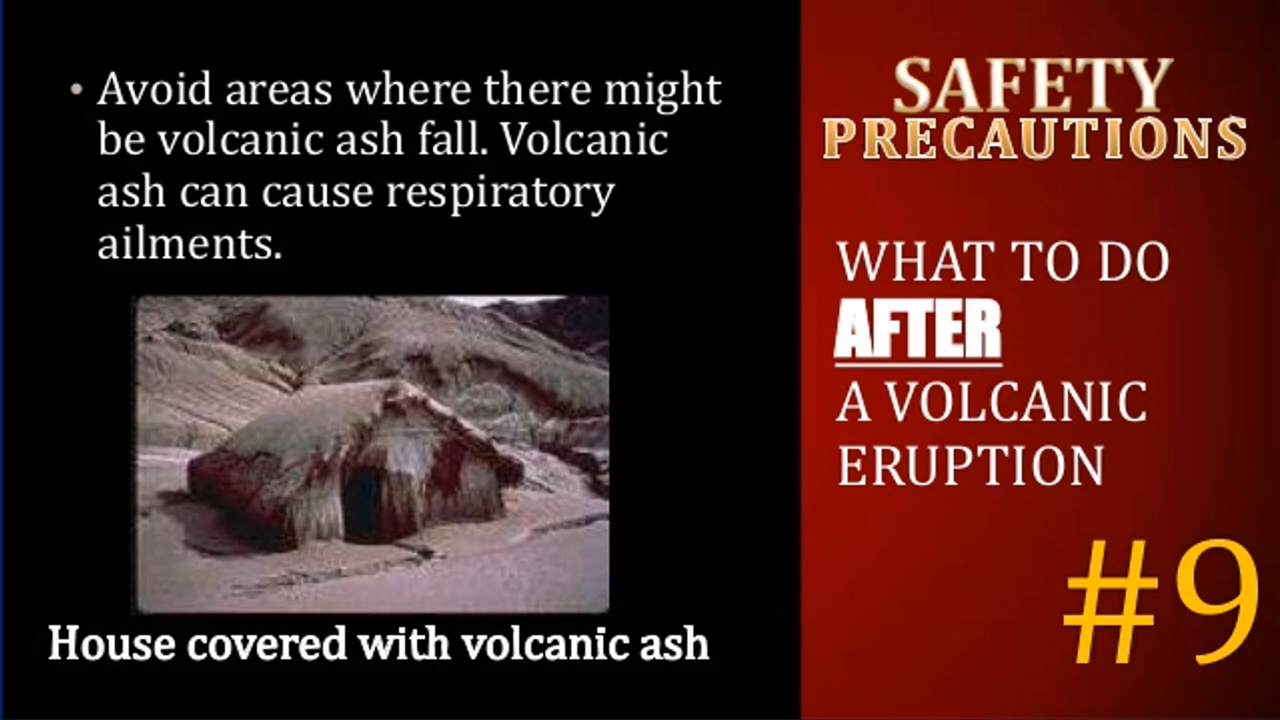 • Avoid areas where there might
be volcanic ash fall. Volcanic
ash can cause respiratory
ailments.
House covered with volcanic ash
SAFETY
PRECAUTIONS
WHAT TO DO
AFTER
A VOLCANIC
ERUPTION
#9